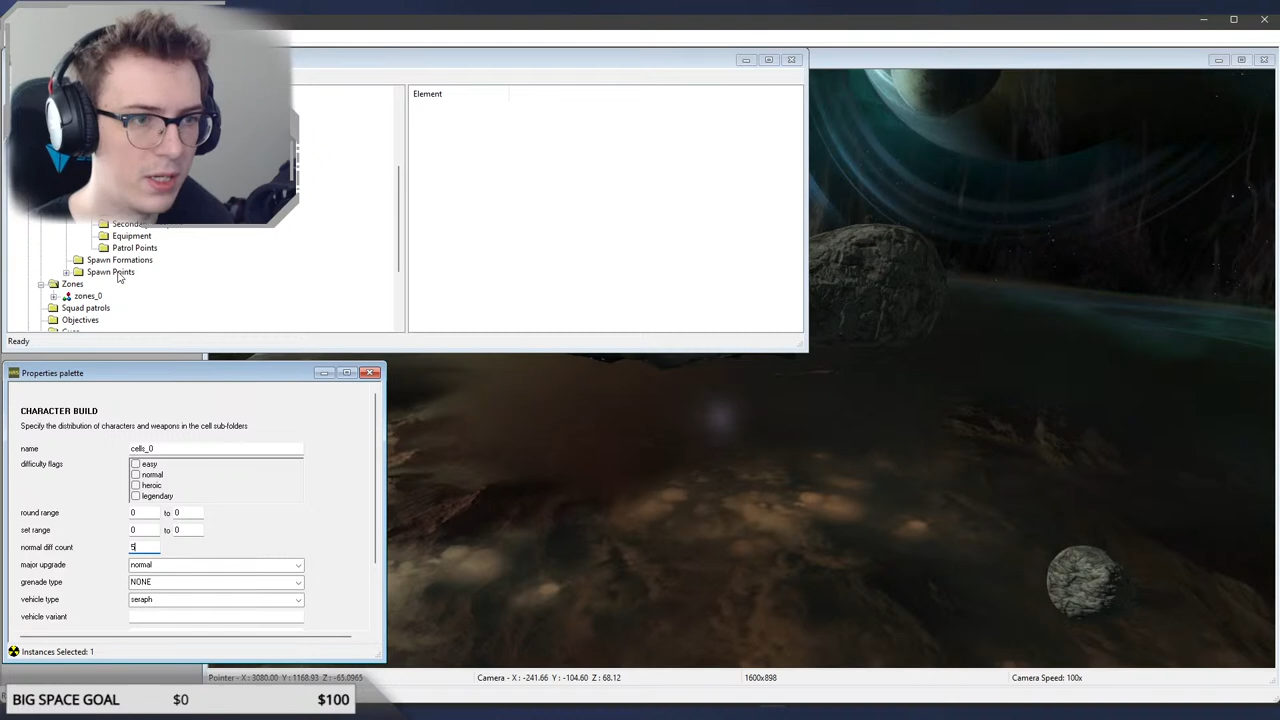 Element
Equipment
Patrol Points
Spawn Formations
Spawn Points
Zones
zones_0
Squad patrols
Objectives
Ready
Properties palette
CHARACTER BUILD
Specify the distribution of characters and weapons in the cell sub-folders
name cells_0
difficulty flags easy
normal
heroic
legendary
round range 0 to 0
set range 0 to 0
normal diff count 5
major upgrade normal
grenade type NONE
vehicle type seraph
vehicle variant
Instances Selected: 1
Pointer - X : 3080.00 Y : 1168.93 Z : -65.0965 Camera - X : -241.66 Y : -104.60 Z : 68.12 1600x898 Camera Speed: 100x
BIG SPACE GOAL $0 $100